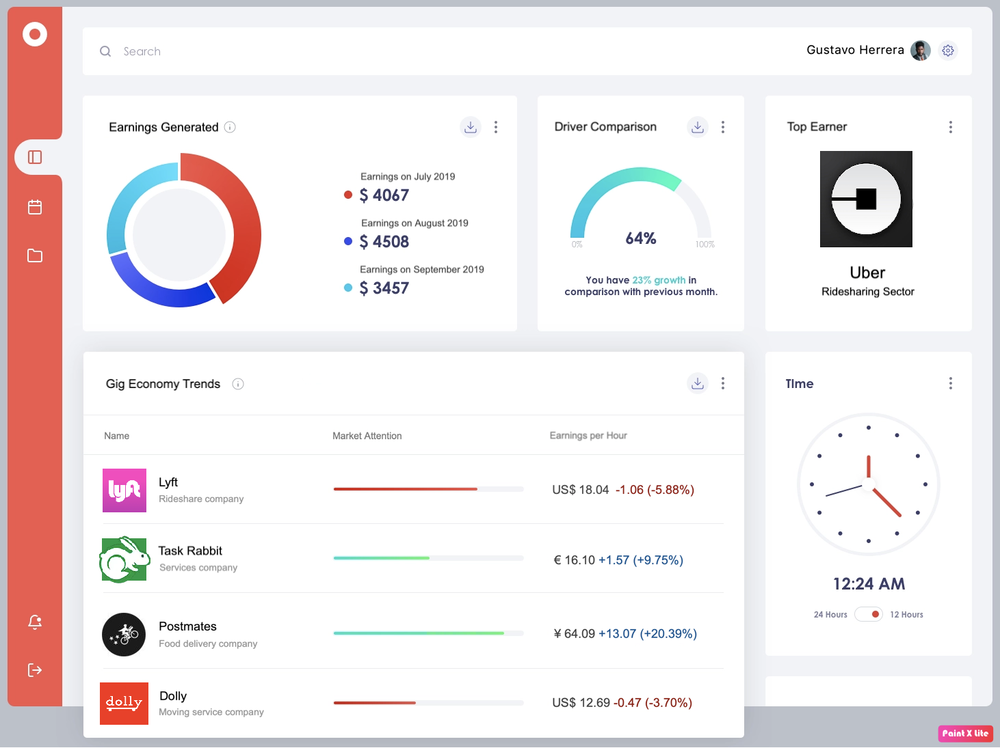 Search
Gustavo Herrera
Earnings Generated
Earnings on July 2019
$ 4067
Earnings on August 2019
$ 4508
Earnings on September 2019
$ 3457
Driver Comparison
0%
64%
100%
You have 23% growth in
comparison with previous month.
Top Earner
Uber
Ridesharing Sector
Gig Economy Trends
Name Market Attention Earnings per Hour
lyft
Lyft
Rideshare company
US$ 18.04 -1.06 (-5.88%)
Task Rabbit
Services company
€ 16.10 +1.57 (+9.75%)
Postmates
Food delivery company
¥ 64.09 +13.07 (+20.39%)
dolly
Dolly
Moving service company
US$ 12.69 -0.47 (-3.70%)
TIme
12:24 AM
24 Hours 12 Hours
Paint X lite